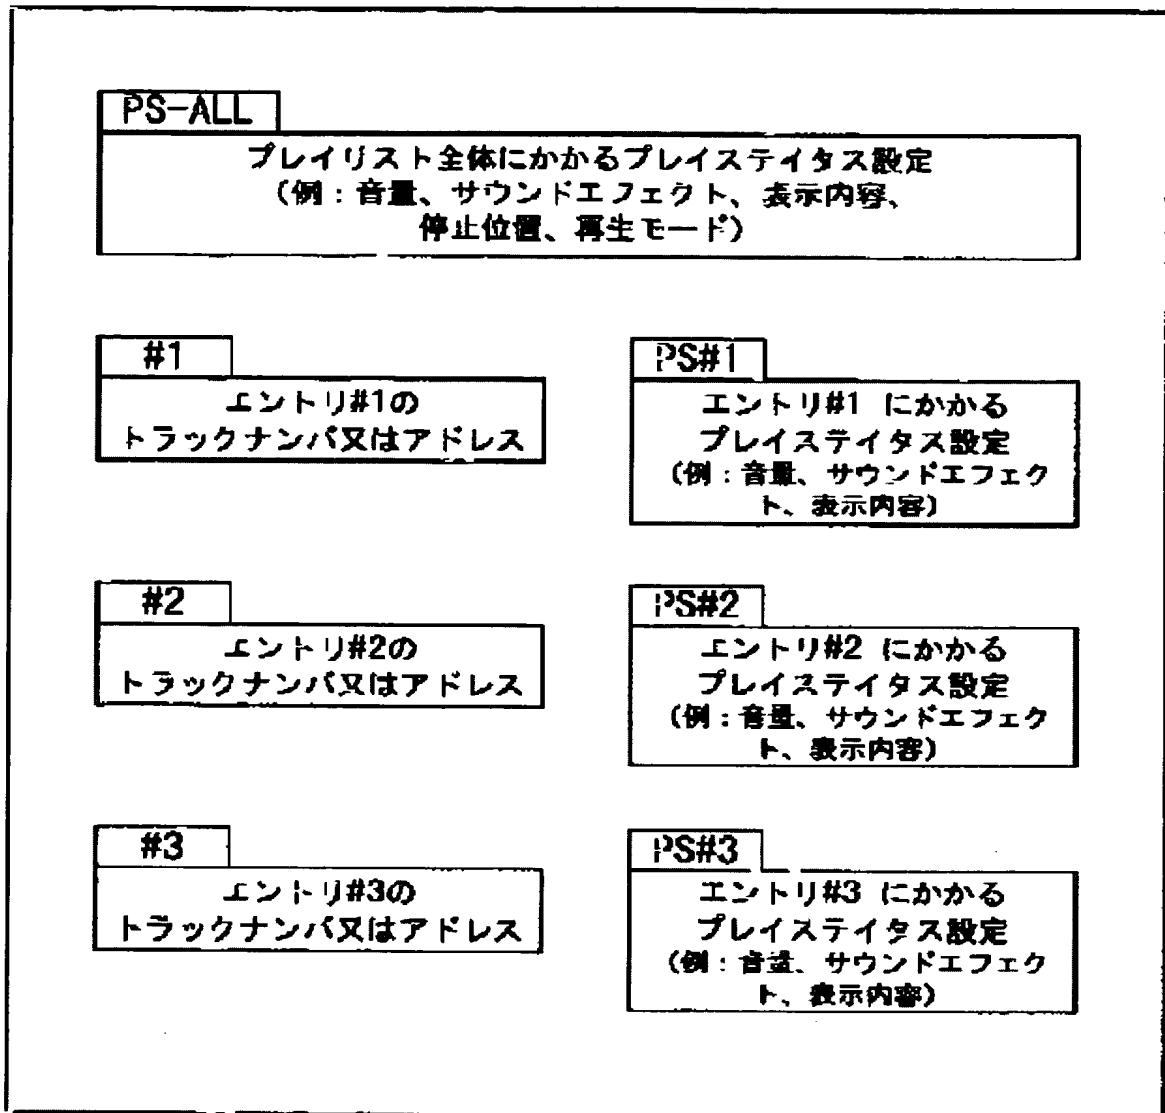 PS-ALL
プレイリスト全体にかかるプレイステイタス設定
(例:音量、サウンドエフェクト、表示内容、
停止位置、再生モード)
#1
エントリ#1の
トラックナンバ又はアドレス
PS#1
エントリ#1 にかかる
プレイステイタス設定
(例:音量、サウンドエフェク
ト、表示内容)
#2
エントリ#2の
トラックナンバ又はアドレス
PS#2
エントリ#2 にかかる
プレイステイタス設定
(例:音量、サウンドエフェク
ト、表示内容)
#3
エントリ#3の
トラックナンバ又はアドレス
PS#3
エントリ#3 にかかる
プレイステイタス設定
(例:音量、サウンドエフェク
ト、表示内容)